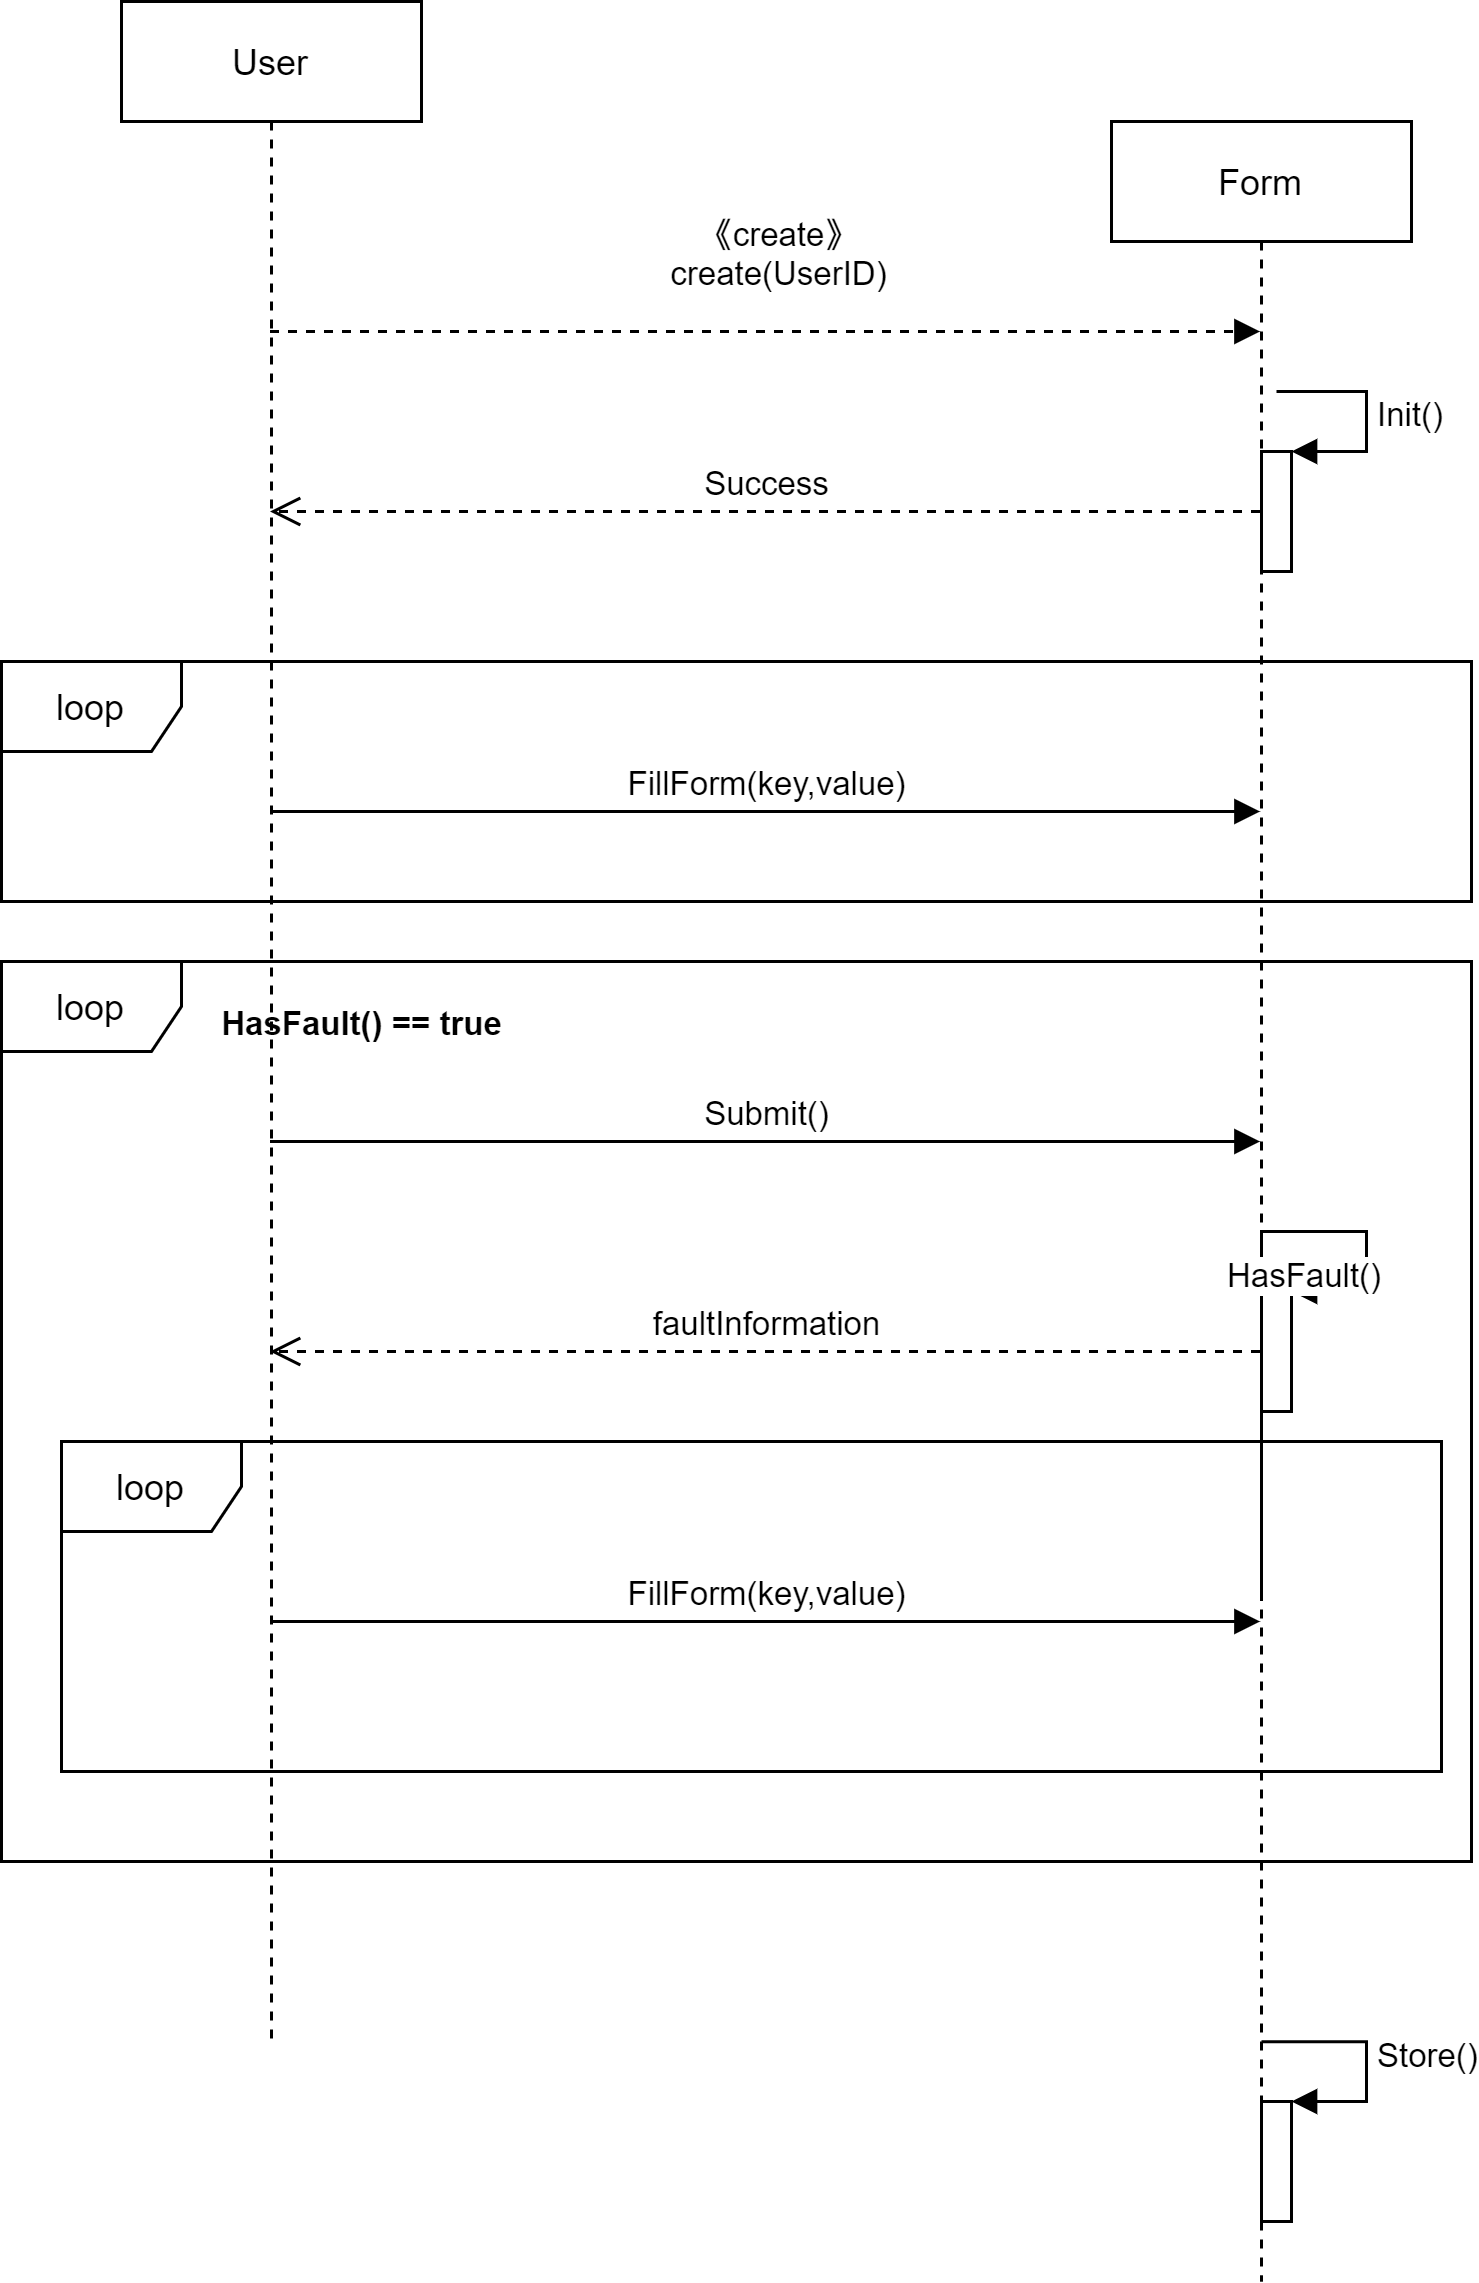 User
Form
《create》
create(UserID)
Init()
Success
loop
FillForm(key,value)
loop
HasFault() == true
Submit()
HasFault()
faultInformation
loop
FillForm(key,value)
Store()